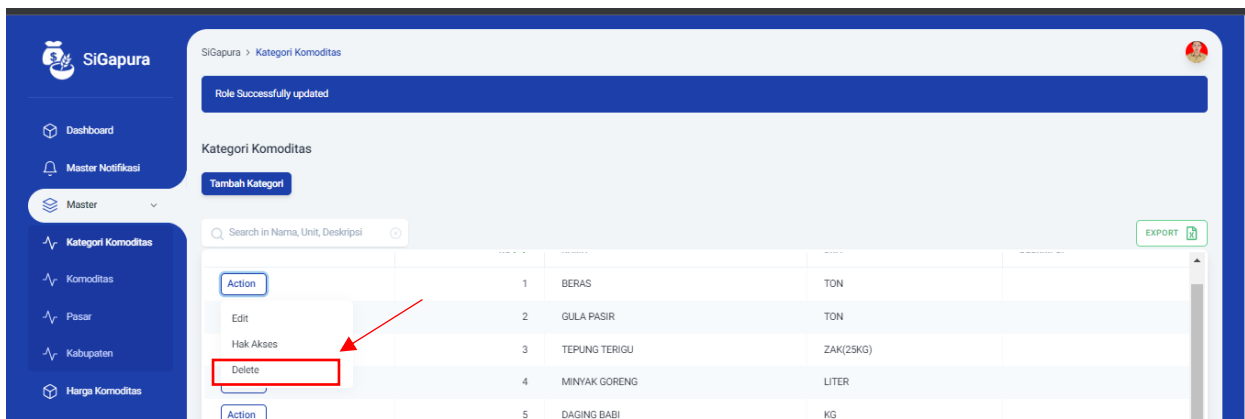 SiGapura
SiGapura > Kategori Komoditas
Role Successfully updated
Dashboard
Master Notifikasi
Master
Kategori Komoditas
Komoditas
Pasar
Kabupaten
Harga Komoditas
Kategori Komoditas
Tambah Kategori
Search in Nama, Unit, Deskripsi
EXPORT
Action 1 BERAS TON
Edit
2 GULA PASIR TON
Hak Akses
3 TEPUNG TERIGU ZAK(25KG)
Delete
4 MINYAK GORENG LITER
Action 5 DAGING BABI KG